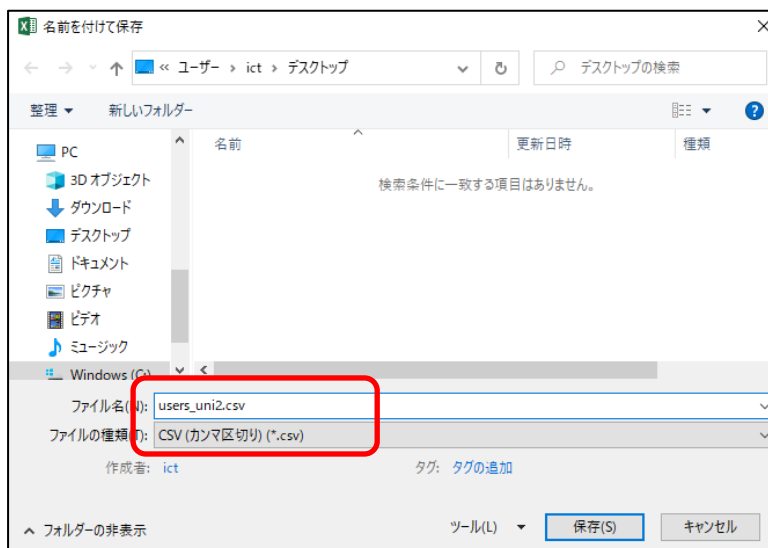 名前を付けて保存
« ユーザー › ict › デスクトップ
デスクトップの検索
整理 新しいフォルダー
名前 更新日時 種類
検索条件に一致する項目はありません。
PC
3D オブジェクト
ダウンロード
デスクトップ
ドキュメント
ピクチャ
ビデオ
ミュージック
Windows (C:)
ファイル名(N): users_uni2.csv
ファイルの種類(T): CSV (カンマ区切り) (*.csv)
作成者: ict タグ: タグの追加
フォルダーの非表示 ツール(L) 保存(S) キャンセル